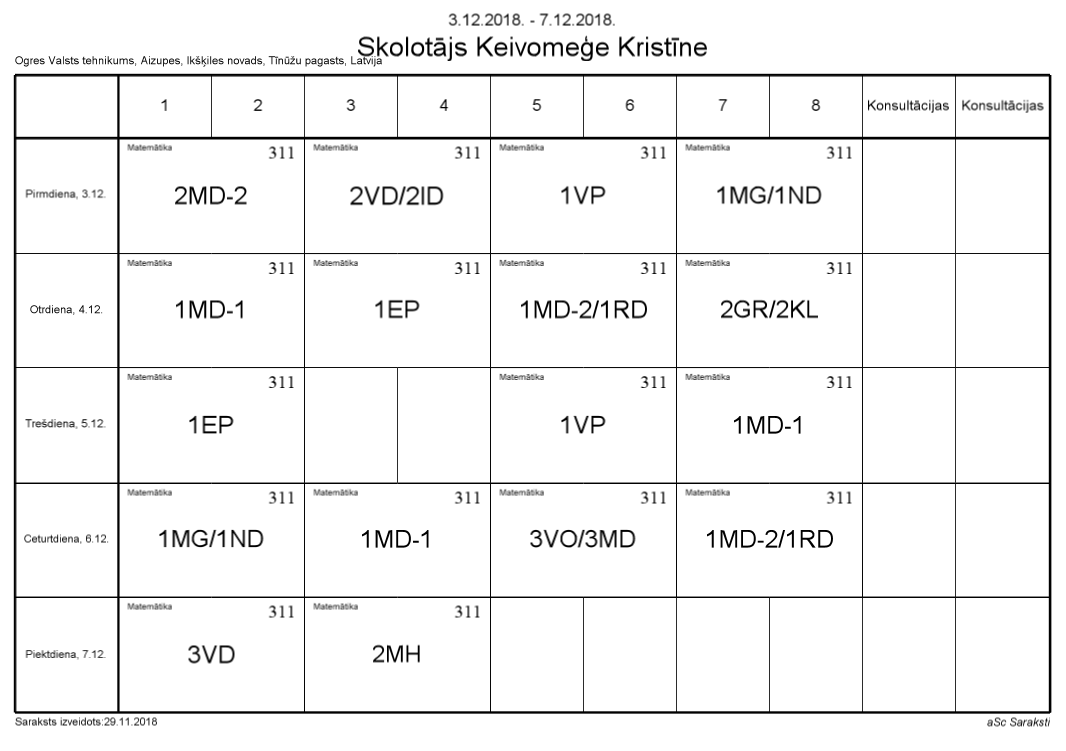 3.12.2018. - 7.12.2018.
Skolotājs Keivomeģe Kristīne
Ogres Valsts tehnikums, Aizupes, Ikšķiles novads, Tīnūžu pagasts, Latvija
1 2 3 4 5 6 7 8 Konsultācijas Konsultācijas
Matemātika 311 Matemātika 311 Matemātika 311 Matemātika 311
Pirmdiena, 3.12. 2MD-2 2VD/2ID 1VP 1MG/1ND
Matemātika 311 Matemātika 311 Matemātika 311 Matemātika 311
Otrdiena, 4.12. 1MD-1 1EP 1MD-2/1RD 2GR/2KL
Matemātika 311 Matemātika 311 Matemātika 311
Trešdiena, 5.12. 1EP 1VP 1MD-1
Matemātika 311 Matemātika 311 Matemātika 311 Matemātika 311
Ceturtdiena, 6.12. 1MG/1ND 1MD-1 3VO/3MD 1MD-2/1RD
Matemātika 311 Matemātika 311
Piektdiena, 7.12. 3VD 2MH
Saraksts izveidots:29.11.2018 aSc Saraksti